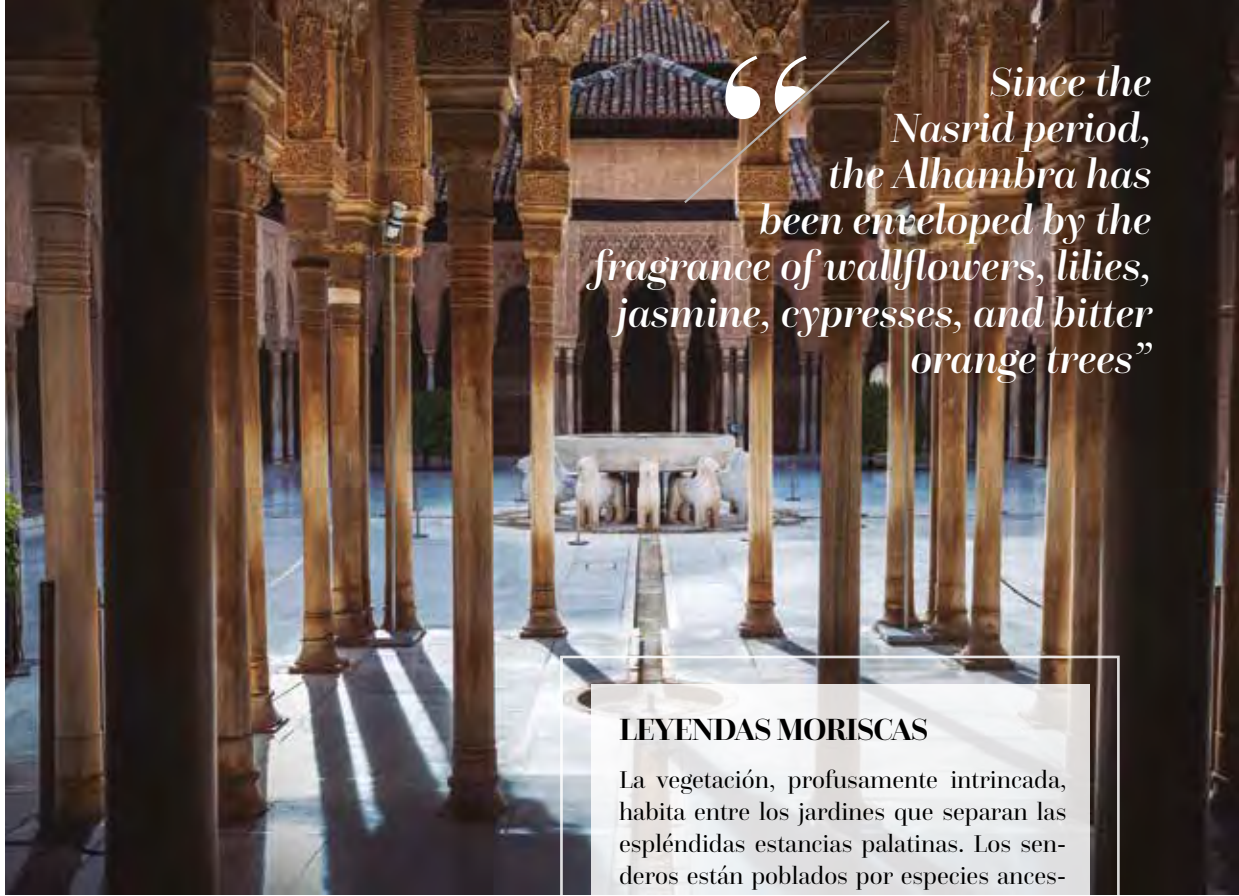 “Since the
Nasrid period,
the Alhambra has
been enveloped by the
fragrance of wallflowers, lilies,
jasmine, cypresses, and bitter
orange trees”
LEYENDAS MORISCAS
La vegetación, profusamente intrincada,
habita entre los jardines que separan las
espléndidas estancias palatinas. Los sen-
deros están poblados por especies ances-